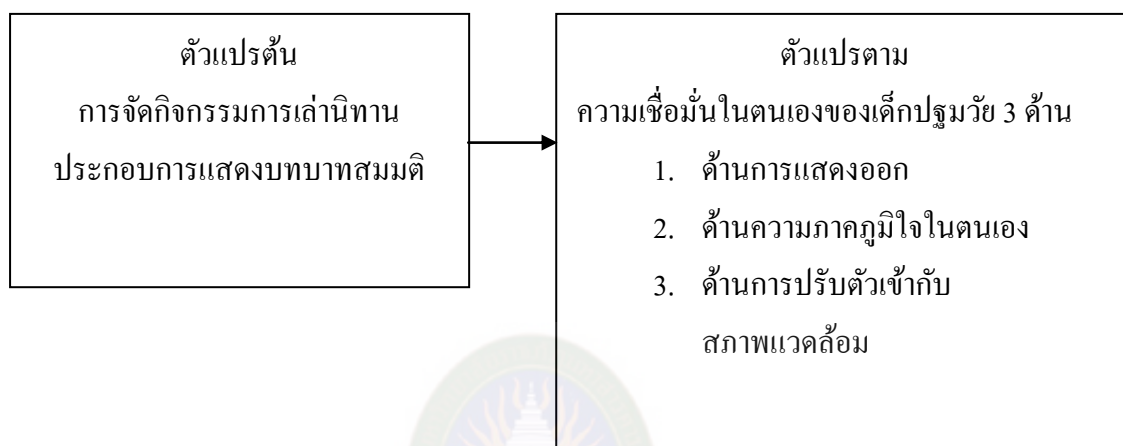 ตัวแปรต้น
การจัดกิจกรรมการเล่านิทาน
ประกอบการแสดงบทบาทสมมติ
ตัวแปรตาม
ความเชื่อมั่นในตนเองของเด็กปฐมวัย 3 ด้าน
1. ด้านการแสดงออก
2. ด้านความภาคภูมิใจในตนเอง
3. ด้านการปรับตัวเข้ากับ
สภาพแวดล้อม